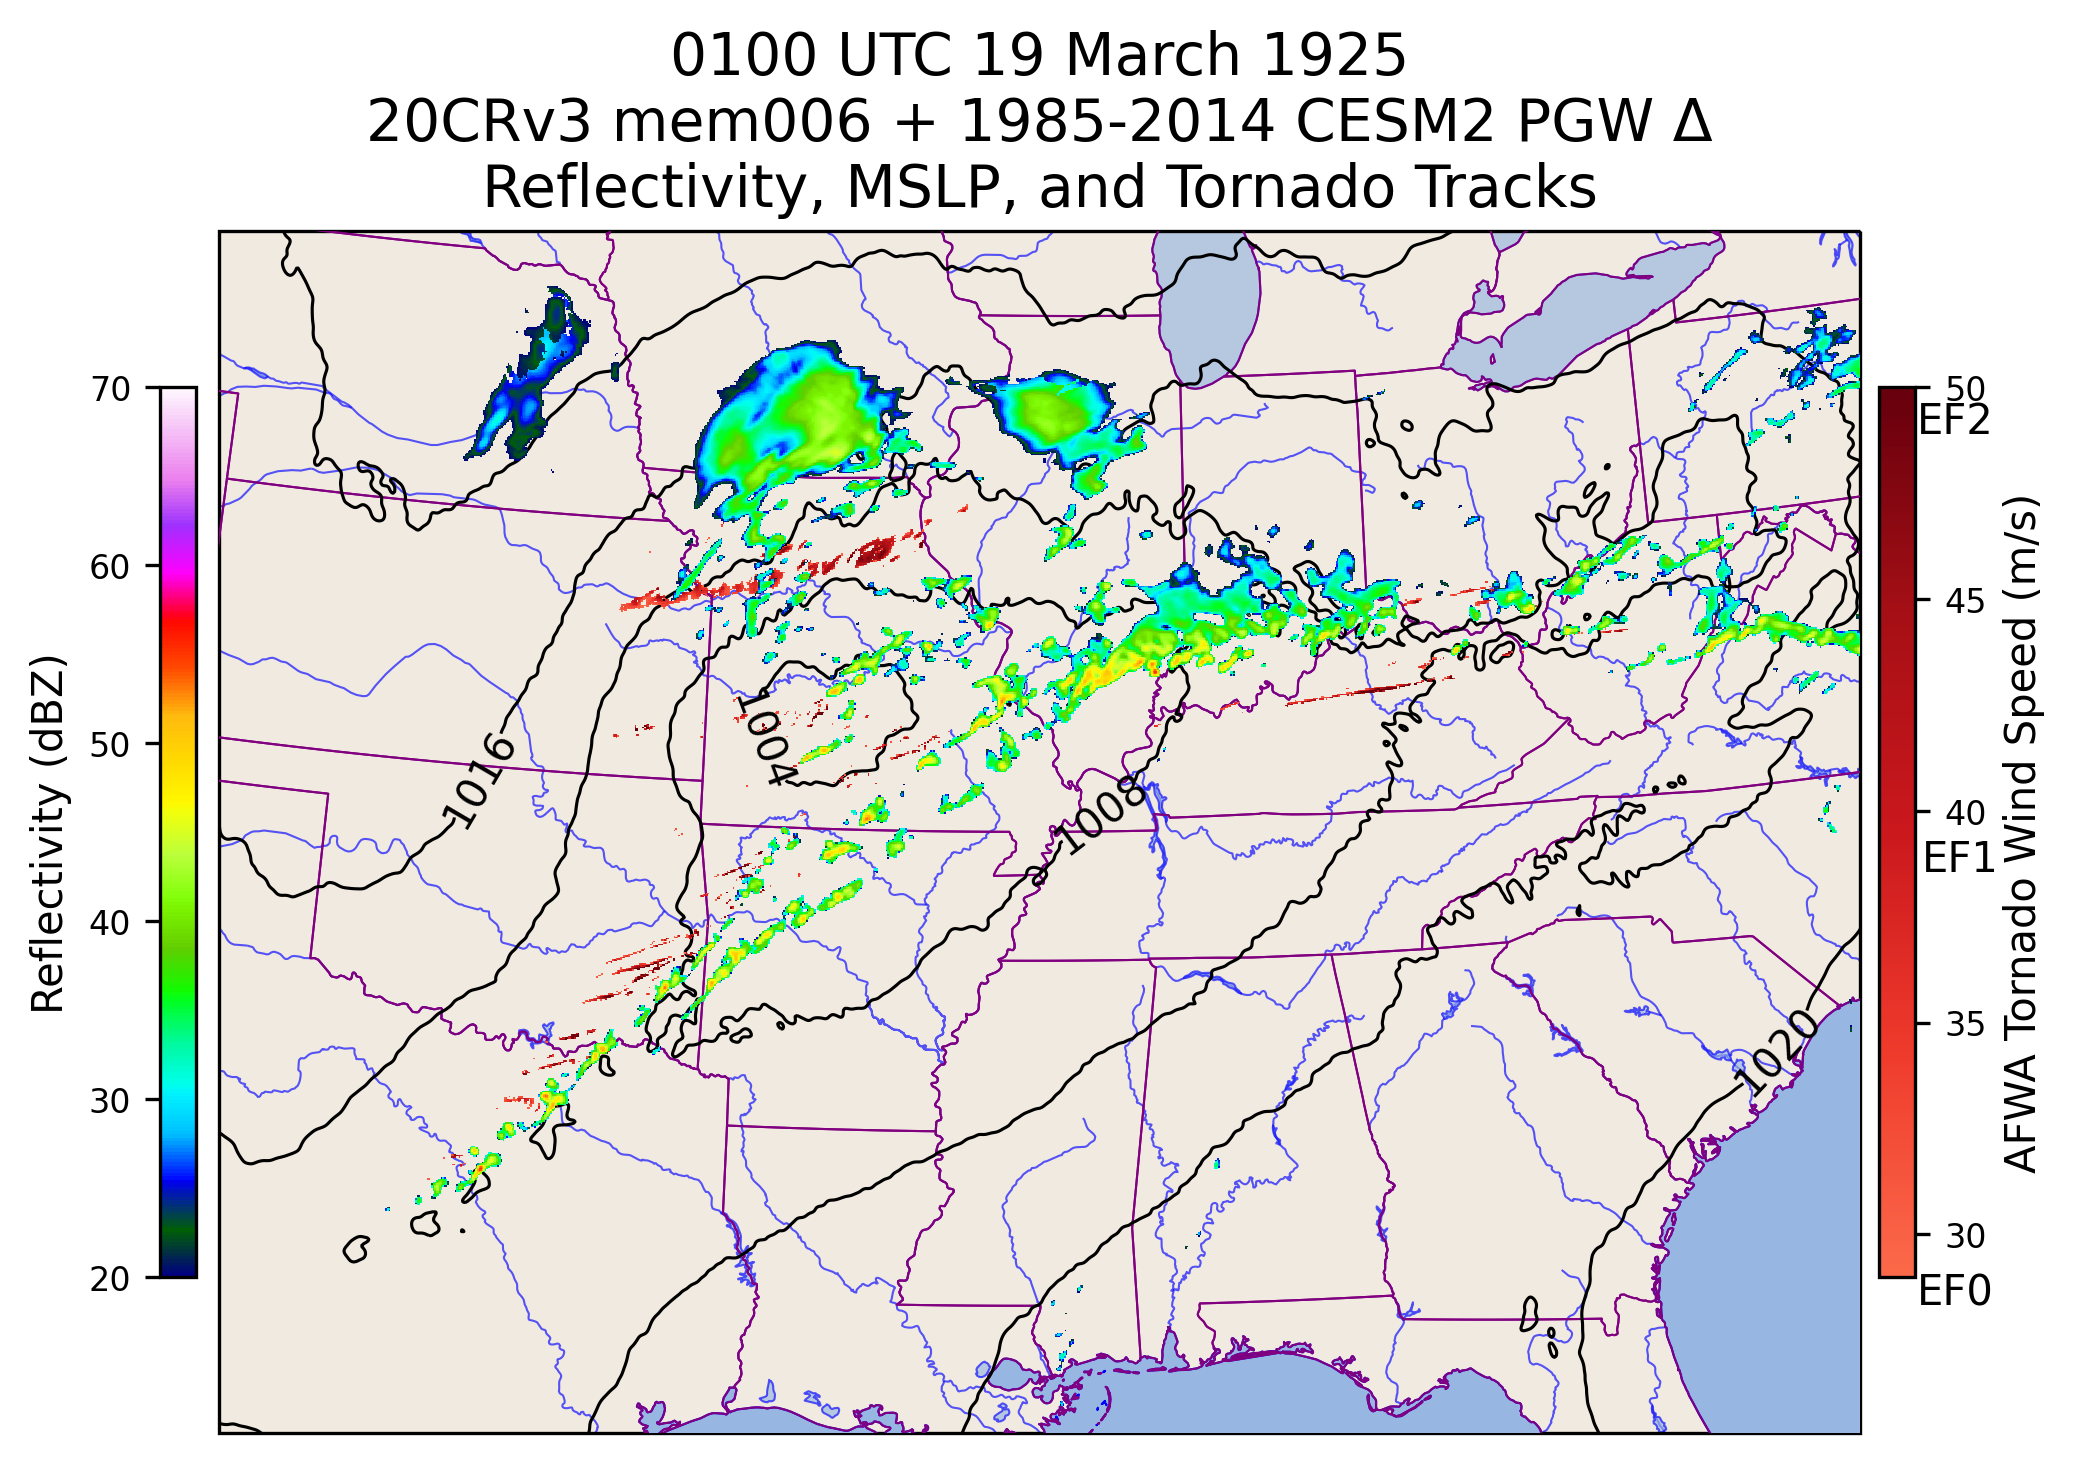 0100 UTC 19 March 1925
20CRv3 mem006 + 1985-2014 CESM2 PGW Δ
Reflectivity, MSLP, and Tornado Tracks
70
60
50
40
30
20
Reflectivity (dBZ)
1016
1004
1008
1020
50
EF2
45
40
EF1
35
30
EF0
AFWA Tornado Wind Speed (m/s)